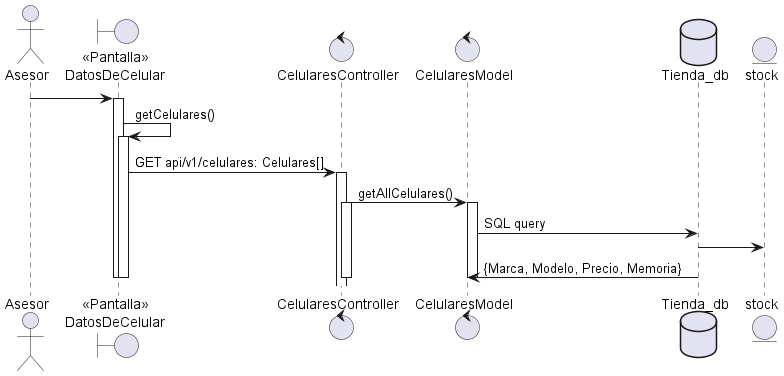 «Pantalla»
Asesor
DatosDeCelular
CelularesController
CelularesModel
Tienda_db
stock
getCelulares()
GET api/v1/celulares: Celulares[]
getAllCelulares()
SQL query
{Marca, Modelo, Precio, Memoria}
Asesor
«Pantalla»
DatosDeCelular
CelularesController
CelularesModel
Tienda_db
stock